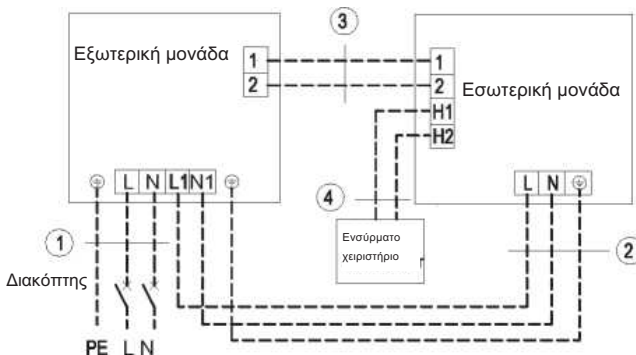 3
Εξωτερική μονάδα
1
2
1
2
H1
H2
Εσωτερική μονάδα
L N L1 N1
L N
4
1
Ενσύρματο
χειριστήριο
2
Διακόπτης
PE L N